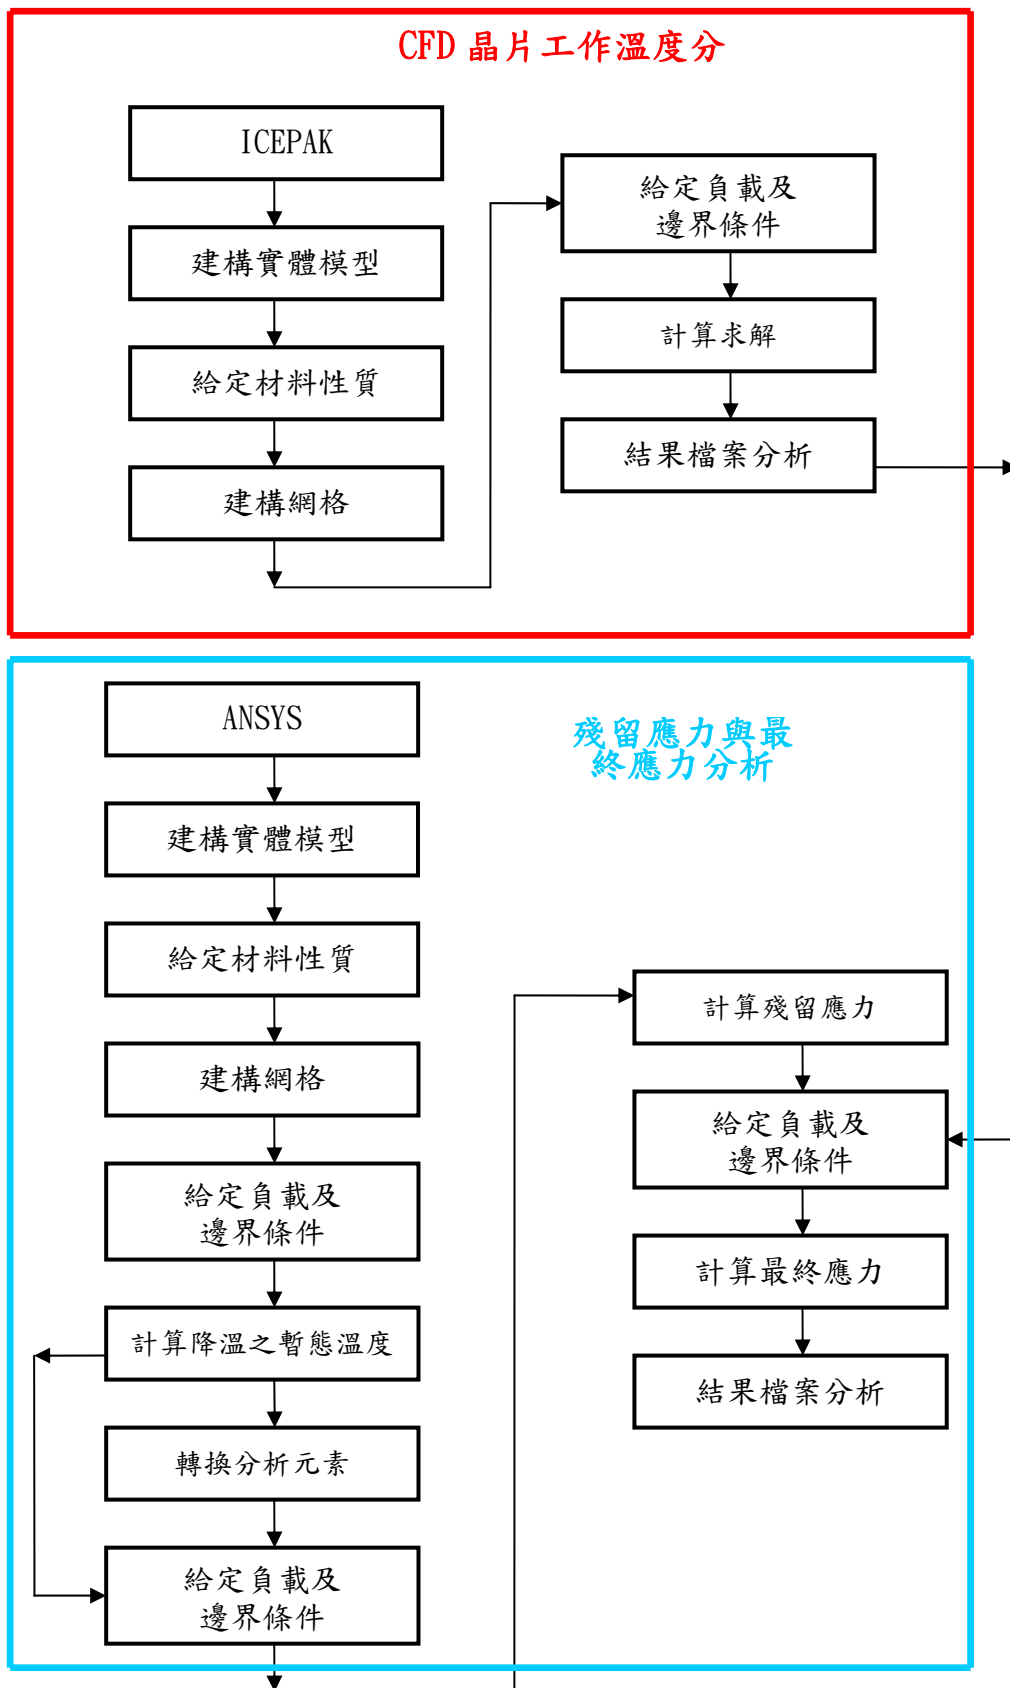 CFD 晶片工作溫度分
ICEPAK
建構實體模型
給定材料性質
建構網格
給定負載及
邊界條件
計算求解
結果檔案分析
殘留應力與最
終應力分析
ANSYS
建構實體模型
給定材料性質
建構網格
給定負載及
邊界條件
計算降溫之暫態溫度
轉換分析元素
給定負載及
邊界條件
計算殘留應力
給定負載及
邊界條件
計算最終應力
結果檔案分析